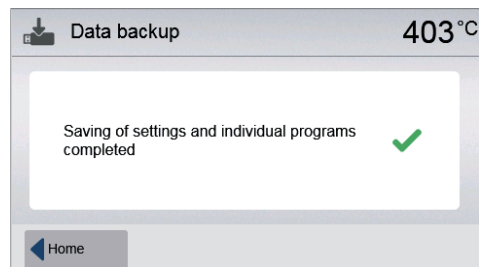 Data backup
403 °C
Saving of settings and individual programs
completed
Home